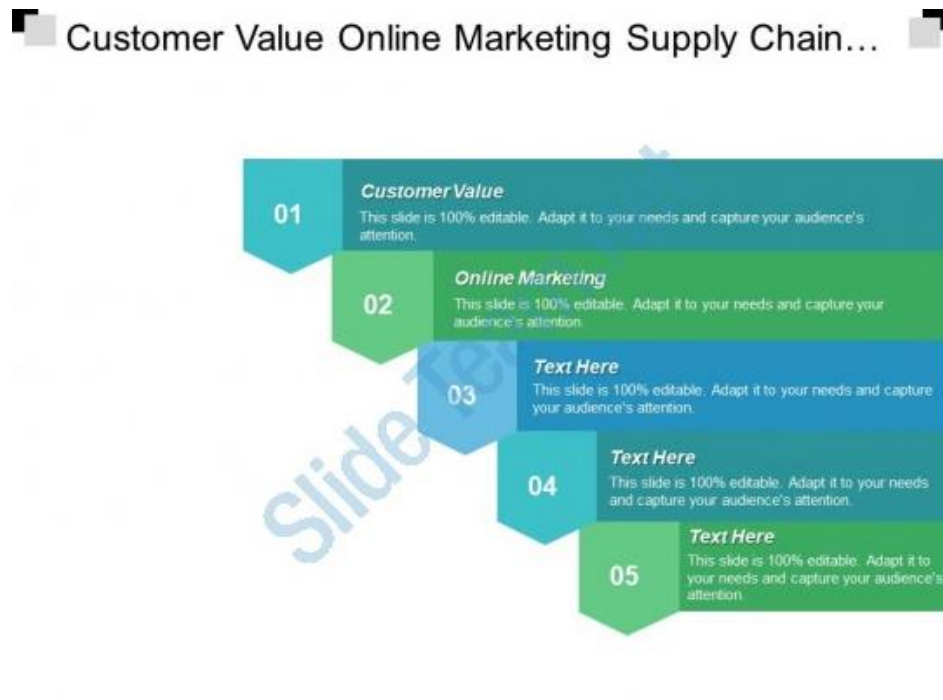 Customer Value Online Marketing Supply Chain...
01
Customer Value
This slide is 100% editable. Adapt it to your needs and capture your audience's
attention.
02
Online Marketing
This slide is 100% editable. Adapt it to your needs and capture your
audience's attention.
03
Text Here
This slide is 100% editable. Adapt it to your needs and capture
your audience's attention.
04
Text Here
This slide is 100% editable. Adapt it to your needs
and capture your audience's attention.
05
Text Here
This slide is 100% editable. Adapt it to
your needs and capture your audience's
attention.